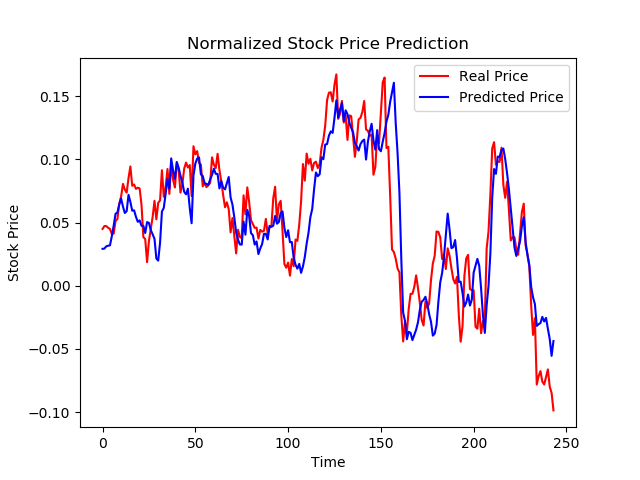 Normalized Stock Price Prediction
Real Price
Predicted Price
Stock Price
0.15
0.10
0.05
0.00
−0.05
−0.10
0 50 100 150 200 250
Time